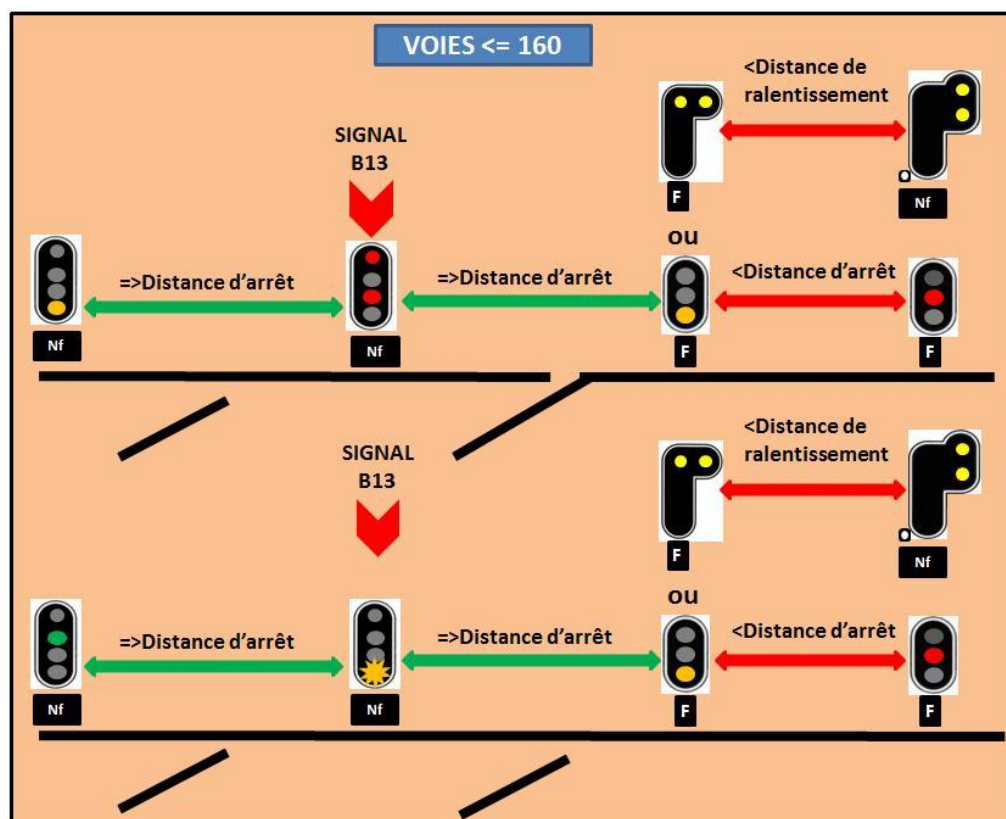 VOIES <= 160
<Distance de
ralentissement
SIGNAL
B13
F
Nf
ou
=>Distance d’arrêt
=>Distance d’arrêt
<Distance d’arrêt
Nf
Nf
F
F
<Distance de
ralentissement
SIGNAL
B13
F
Nf
ou
=>Distance d’arrêt
=>Distance d’arrêt
<Distance d’arrêt
Nf
Nf
F
F